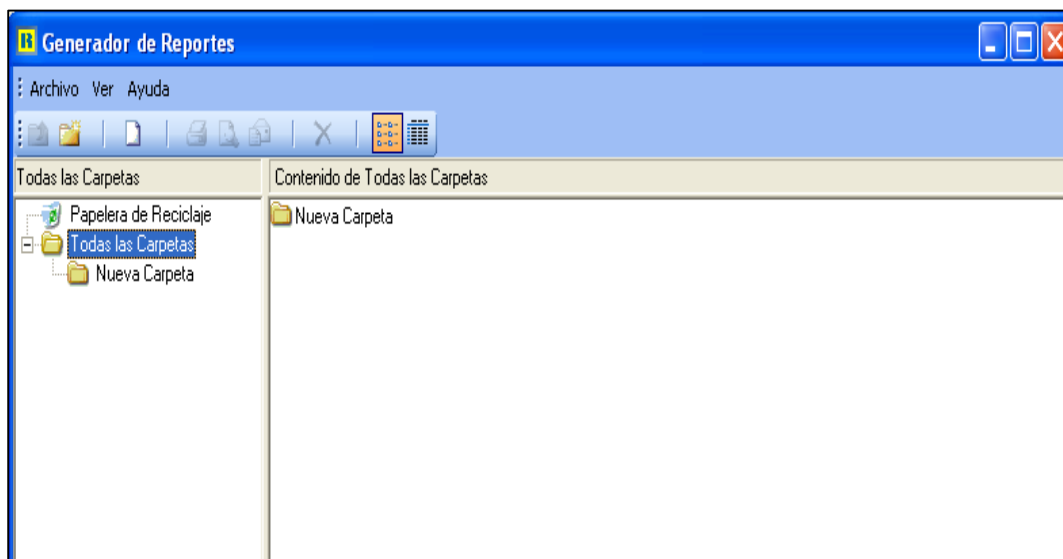 Generador de Reportes
Archivo Ver Ayuda
Todas las Carpetas
Contenido de Todas las Carpetas
Papelera de Reciclaje
Nueva Carpeta
Todas las Carpetas
Nueva Carpeta